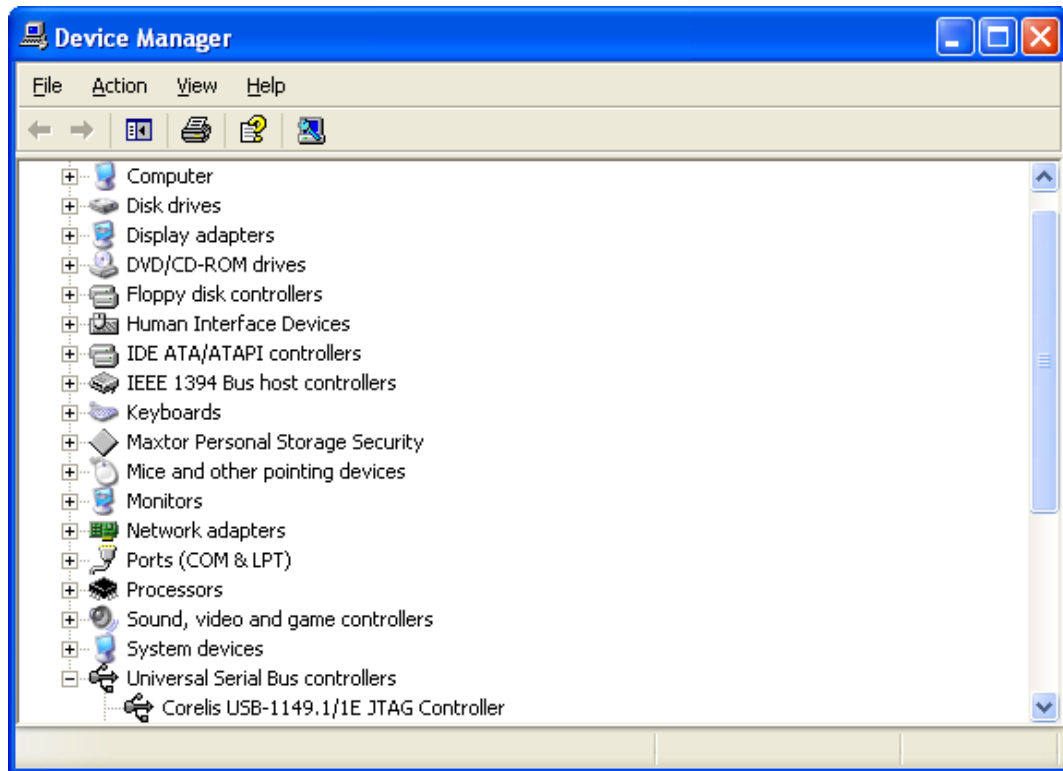 Device Manager
File Action View Help
Computer
Disk drives
Display adapters
DVD/CD-ROM drives
Floppy disk controllers
Human Interface Devices
IDE ATA/ATAPI controllers
IEEE 1394 Bus host controllers
Keyboards
Maxtor Personal Storage Security
Mice and other pointing devices
Monitors
Network adapters
Ports (COM & LPT)
Processors
Sound, video and game controllers
System devices
Universal Serial Bus controllers
Corelis USB-1149.1/1E JTAG Controller